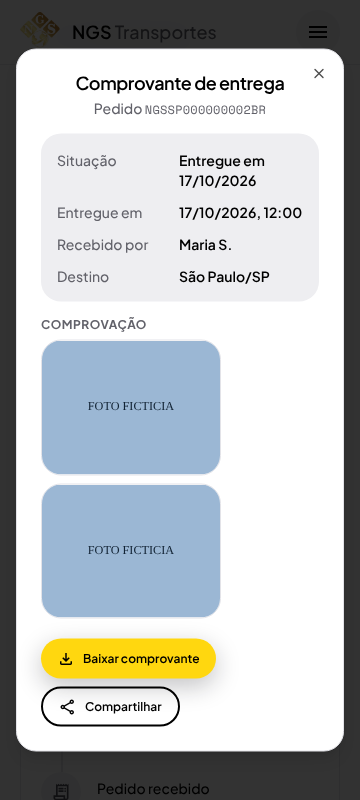 NGS Transportes
Comprovante de entrega
Pedido NGSSP000000002BR
Situação
Entregue em
17/10/2026
Entregue em
17/10/2026, 12:00
Recebido por
Maria S.
Destino
São Paulo/SP
COMPROVAÇÃO
FOTO FICTICIA
FOTO FICTICIA
Baixar comprovante
Compartilhar
Pedido recebido